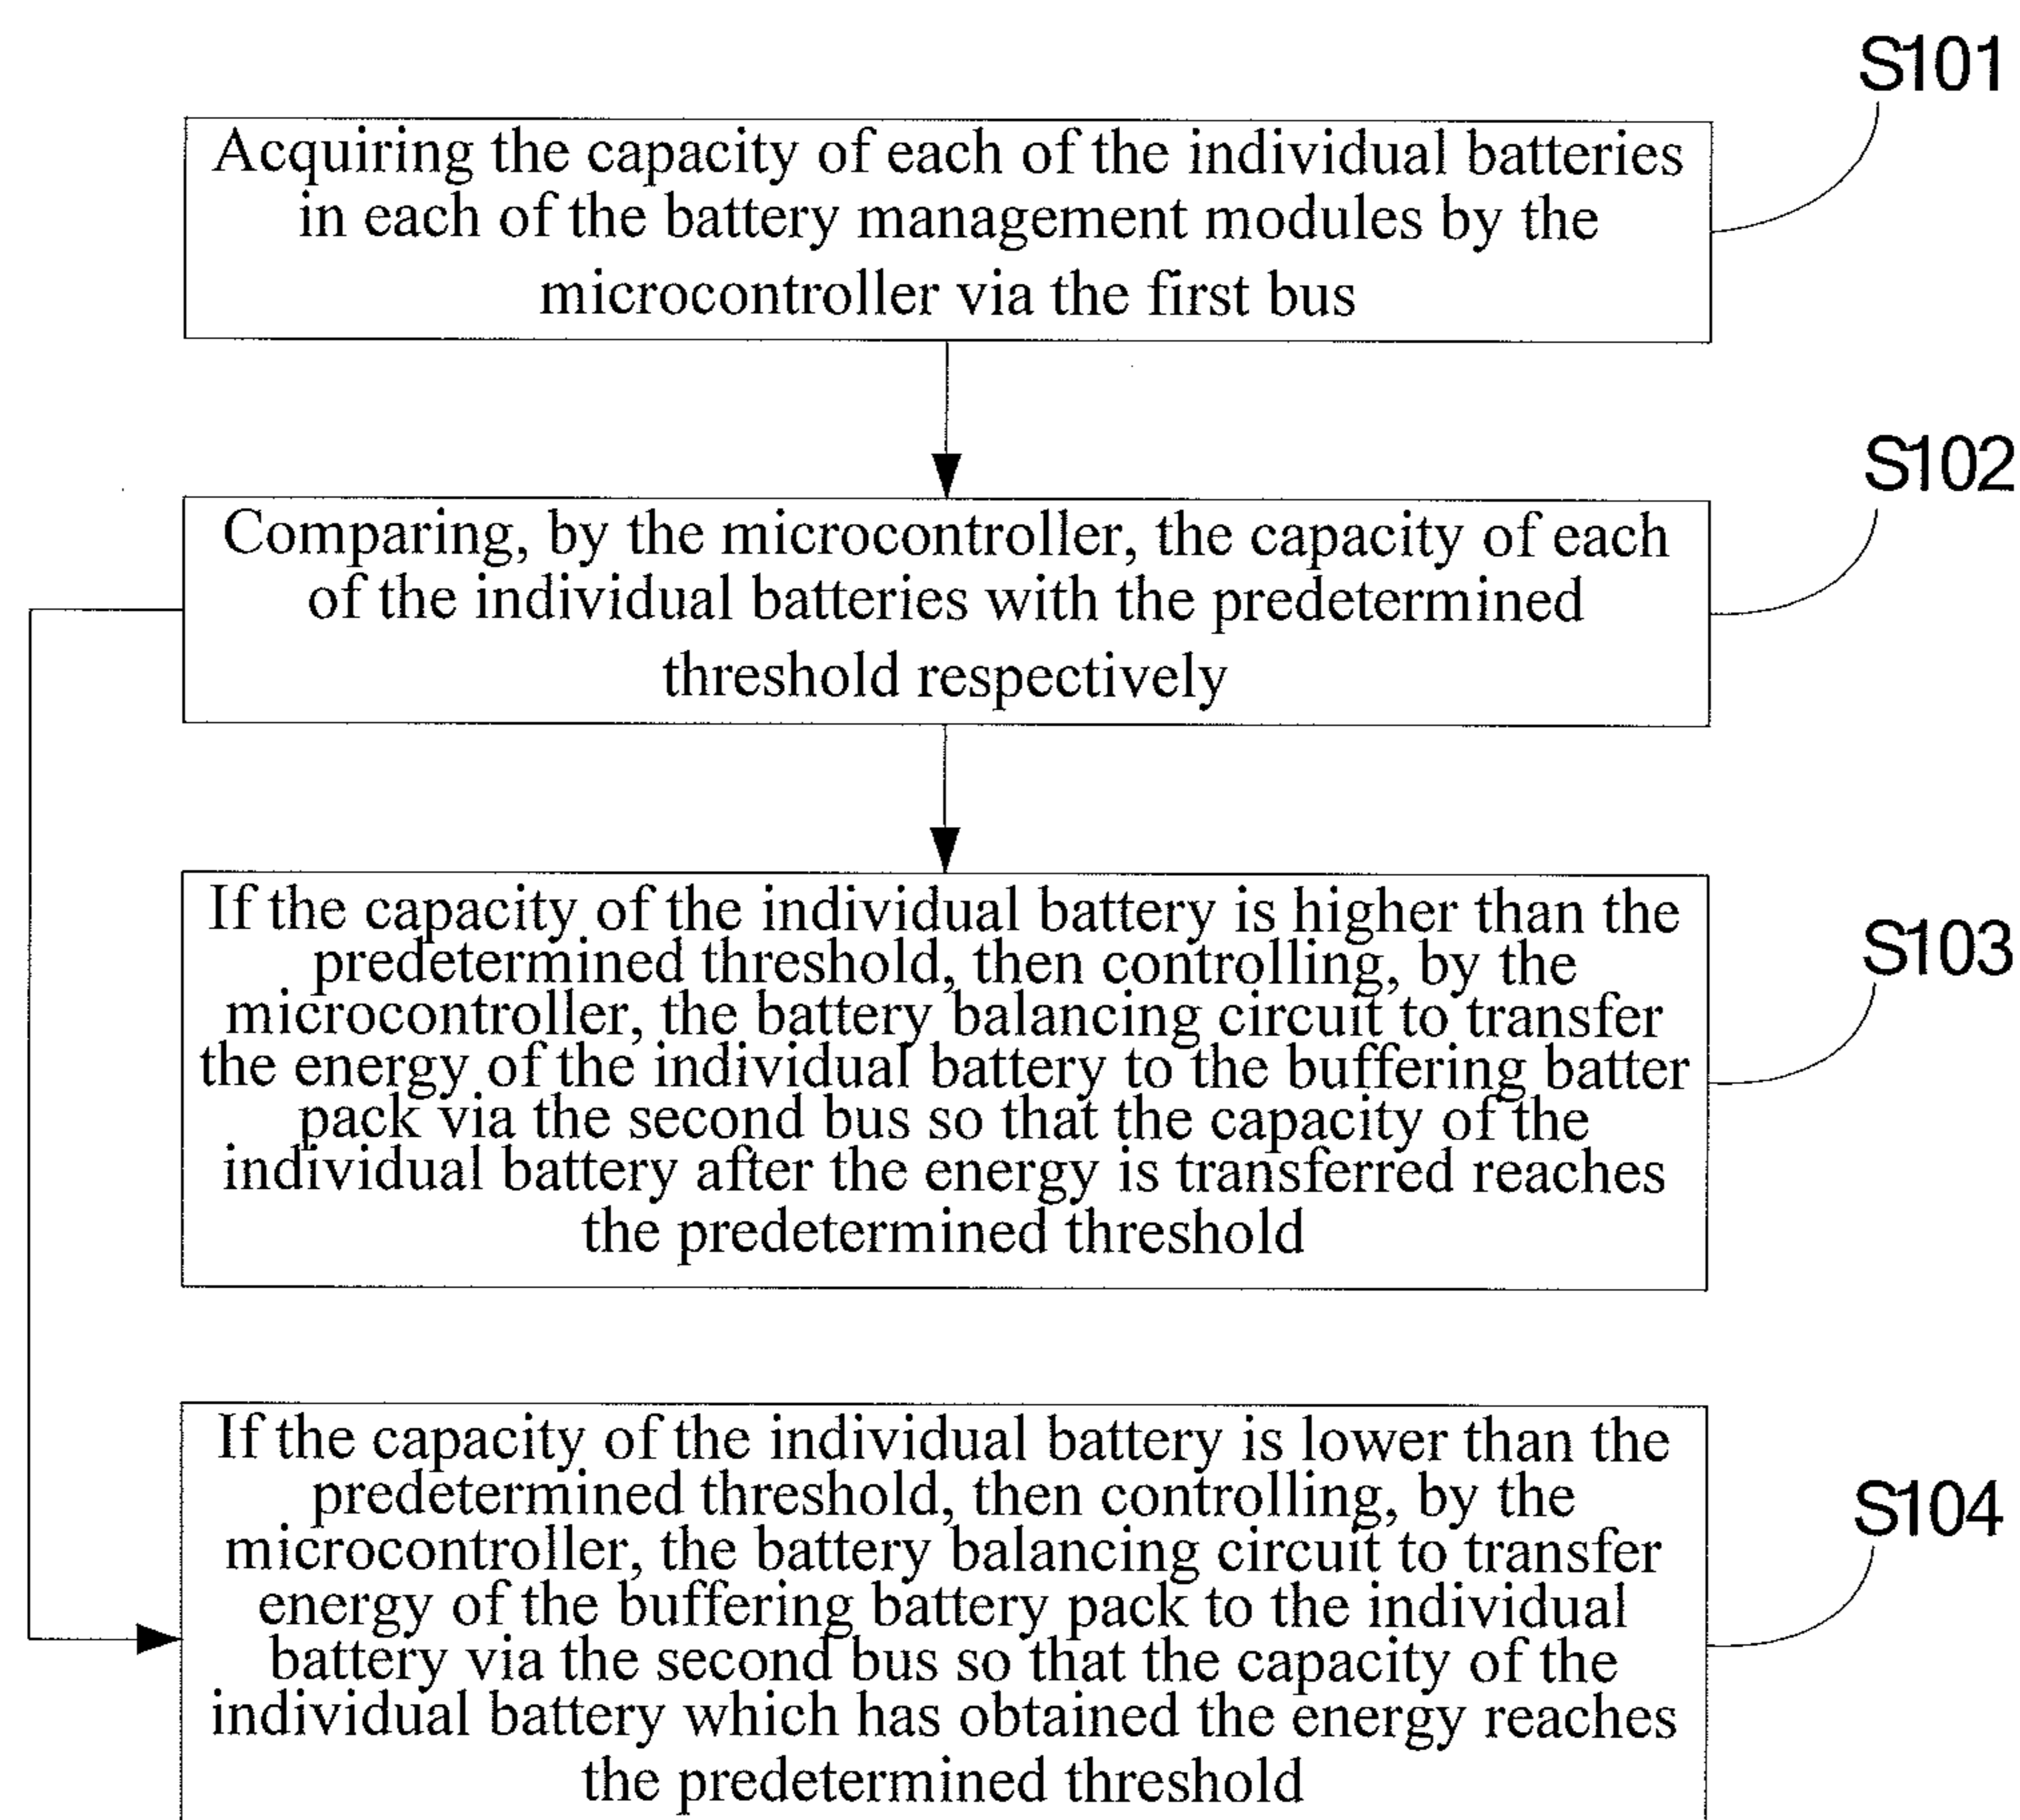 S101
Acquiring the capacity of each of the individual batteries
in each of the battery management modules by the
microcontroller via the first bus
S102
Comparing, by the microcontroller, the capacity of each
of the individual batteries with the predetermined
threshold respectively
S103
If the capacity of the individual battery is higher than the
predetermined threshold, then controlling, by the
microcontroller, the battery balancing circuit to transfer
the energy of the individual battery to the buffering batter
pack via the second bus so that the capacity of the
individual battery after the energy is transferred reaches
the predetermined threshold
S104
If the capacity of the individual battery is lower than the
predetermined threshold, then controlling, by the
microcontroller, the battery balancing circuit to transfer
energy of the buffering battery pack to the individual
battery via the second bus so that the capacity of the
individual battery which has obtained the energy reaches
the predetermined threshold